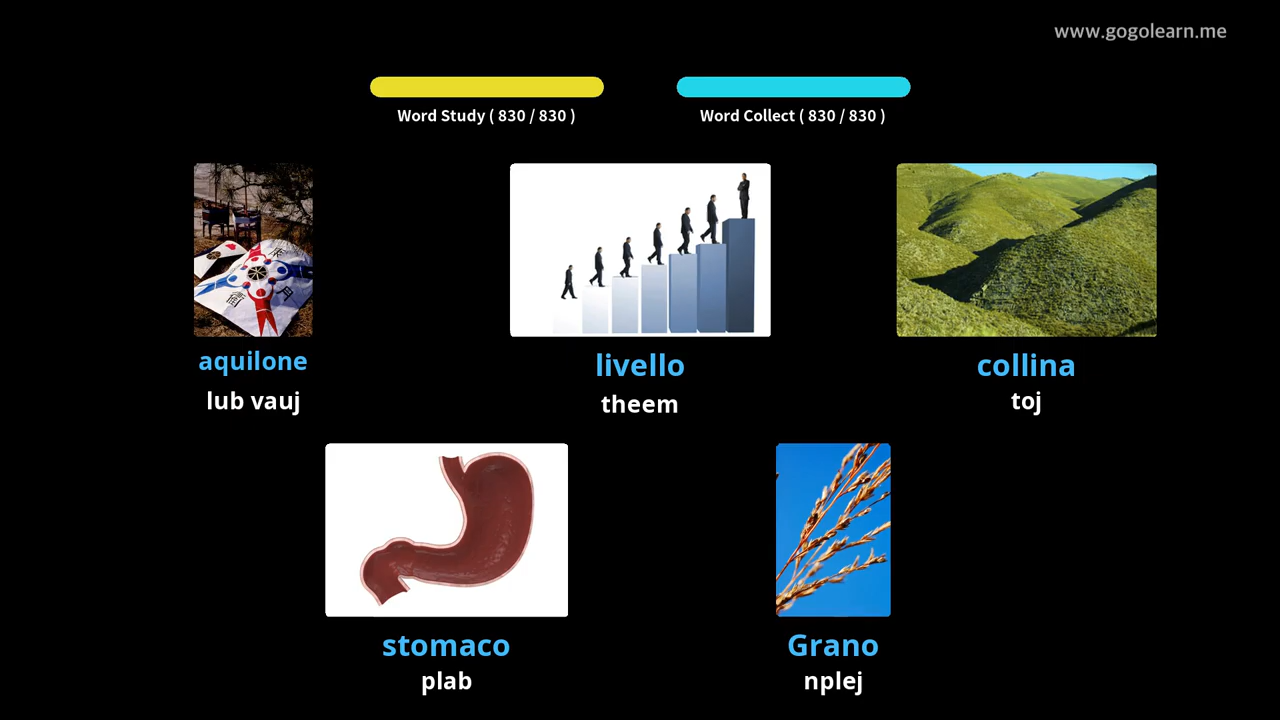 www.gogolearn.me
Word Study ( 830 / 830 )
Word Collect ( 830 / 830 )
aquilone
lub vauj
livello
theem
collina
toj
stomaco
plab
Grano
nplej